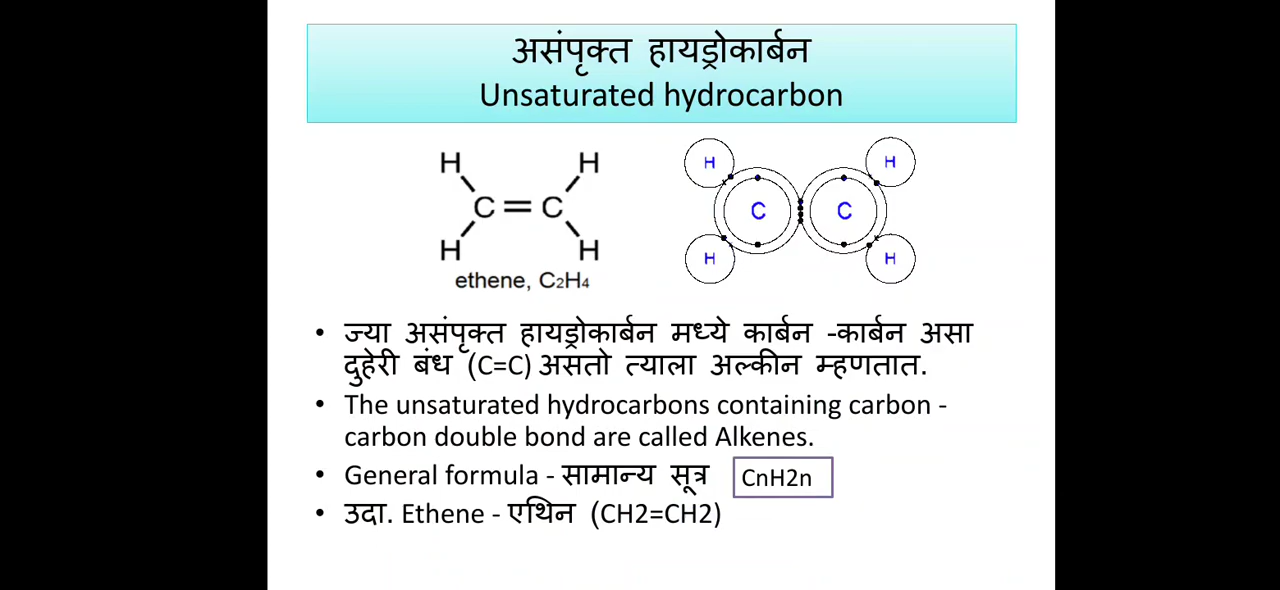 असंपृक्त हायड्रोकार्बन
Unsaturated hydrocarbon
H H H H
C = C C C
H H H H
ethene, C₂H₄
• ज्या असंपृक्त हायड्रोकार्बन मध्ये कार्बन -कार्बन असा
दुहेरी बंध (C=C) असतो त्याला अल्कीन म्हणतात.
• The unsaturated hydrocarbons containing carbon -
carbon double bond are called Alkenes.
• General formula - सामान्य सूत्र CnH2n
• उदा. Ethene - एथिन (CH2=CH2)